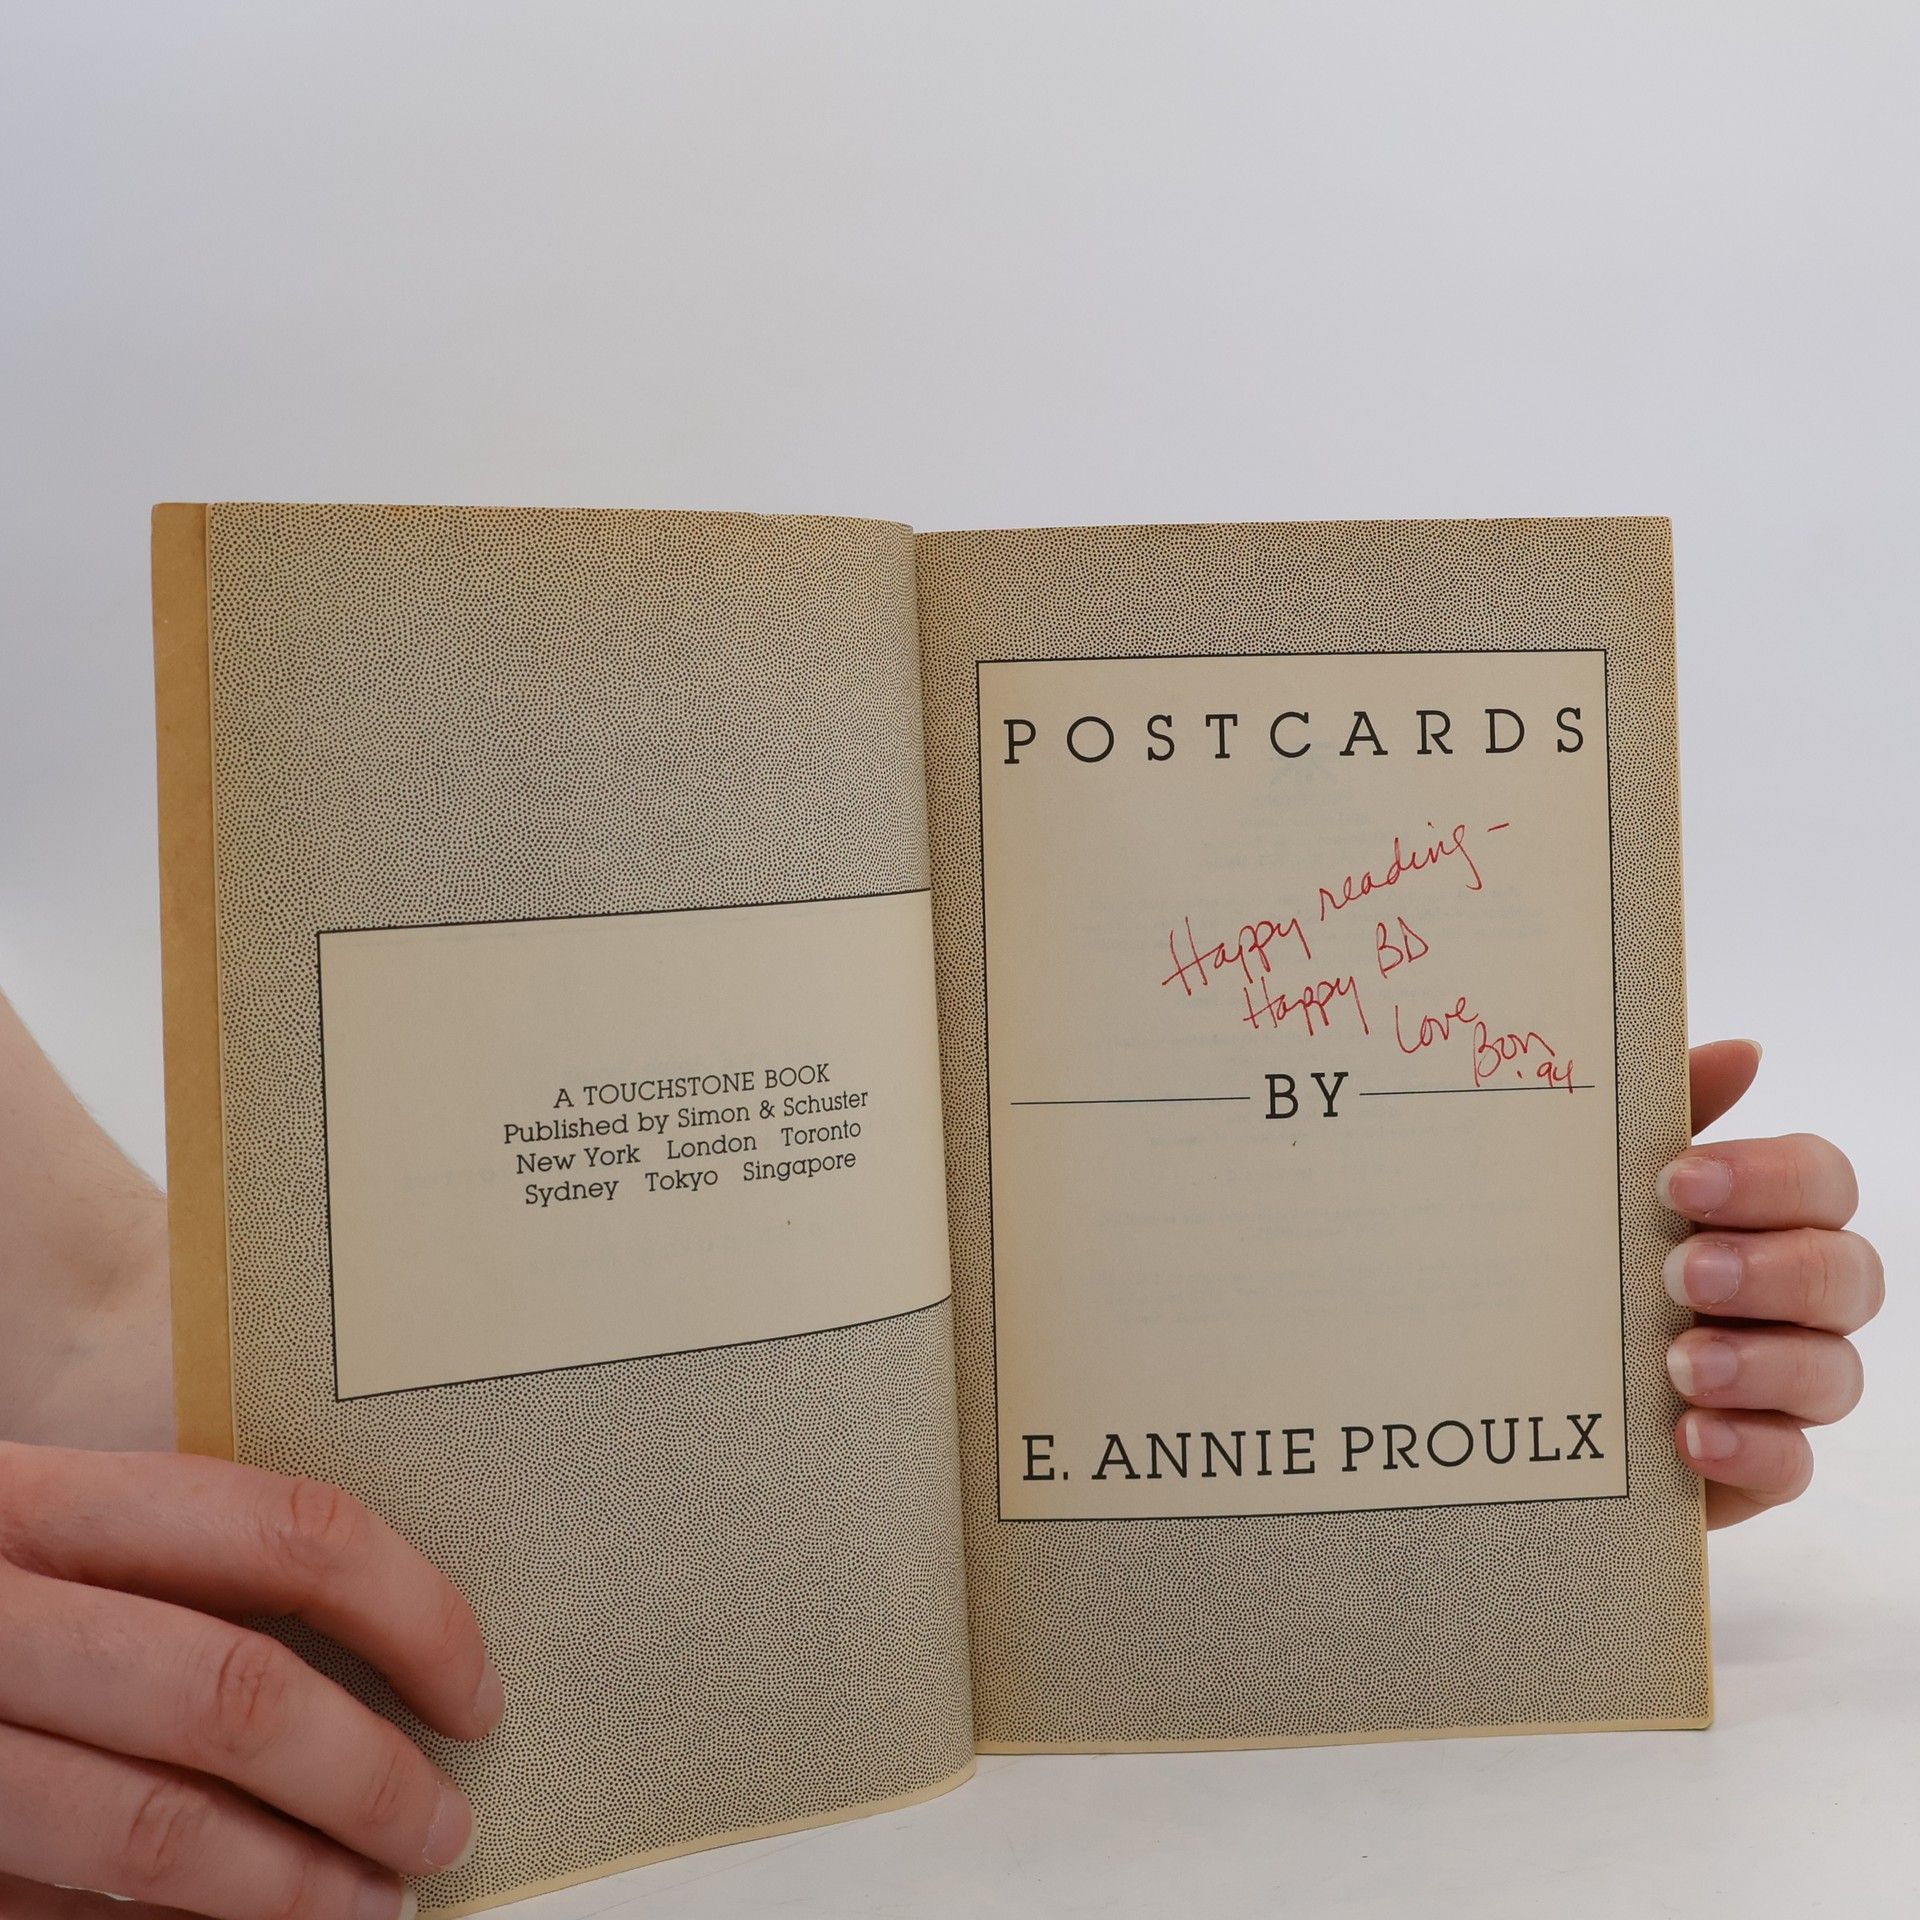 A TOUCHSTONE BOOK
Published by Simon & Schuster
New York London Toronto
Sydney Tokyo Singapore
POSTCARDS
Happy reading –
Happy BD
Love
Bon
. 94
BY
E. ANNIE PROULX